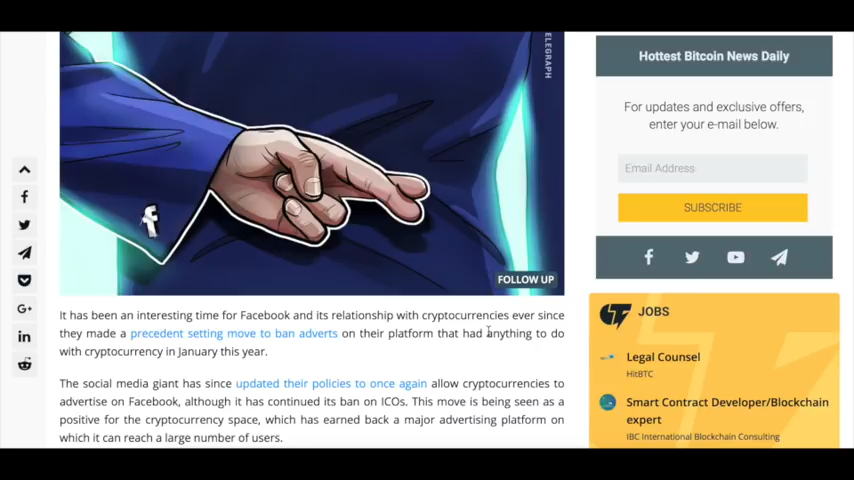 ELEGRAPH
FOLLOW UP
It has been an interesting time for Facebook and its relationship with cryptocurrencies ever since
they made a precedent setting move to ban adverts on their platform that had anything to do
with cryptocurrency in January this year.
The social media giant has since updated their policies to once again allow cryptocurrencies to
advertise on Facebook, although it has continued its ban on ICOs. This move is being seen as a
positive for the cryptocurrency space, which has earned back a major advertising platform on
which it can reach a large number of users.
Hottest Bitcoin News Daily
For updates and exclusive offers,
enter your e-mail below.
Email Address
SUBSCRIBE
JOBS
Legal Counsel
HitBTC
Smart Contract Developer/Blockchain
expert
IBC International Blockchain Consulting